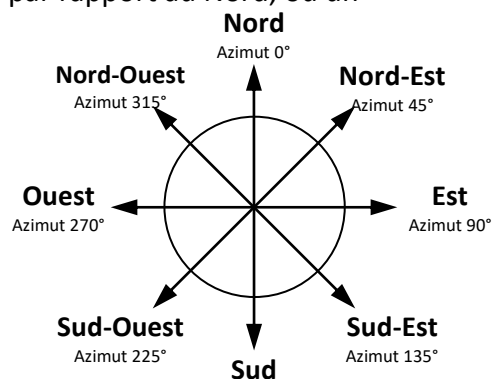 par rapport au Nord, ou un
Nord
Azimut 0°
Nord-Ouest
Azimut 315°
Nord-Est
Azimut 45°
Ouest
Azimut 270°
Est
Azimut 90°
Sud-Ouest
Azimut 225°
Sud-Est
Azimut 135°
Sud